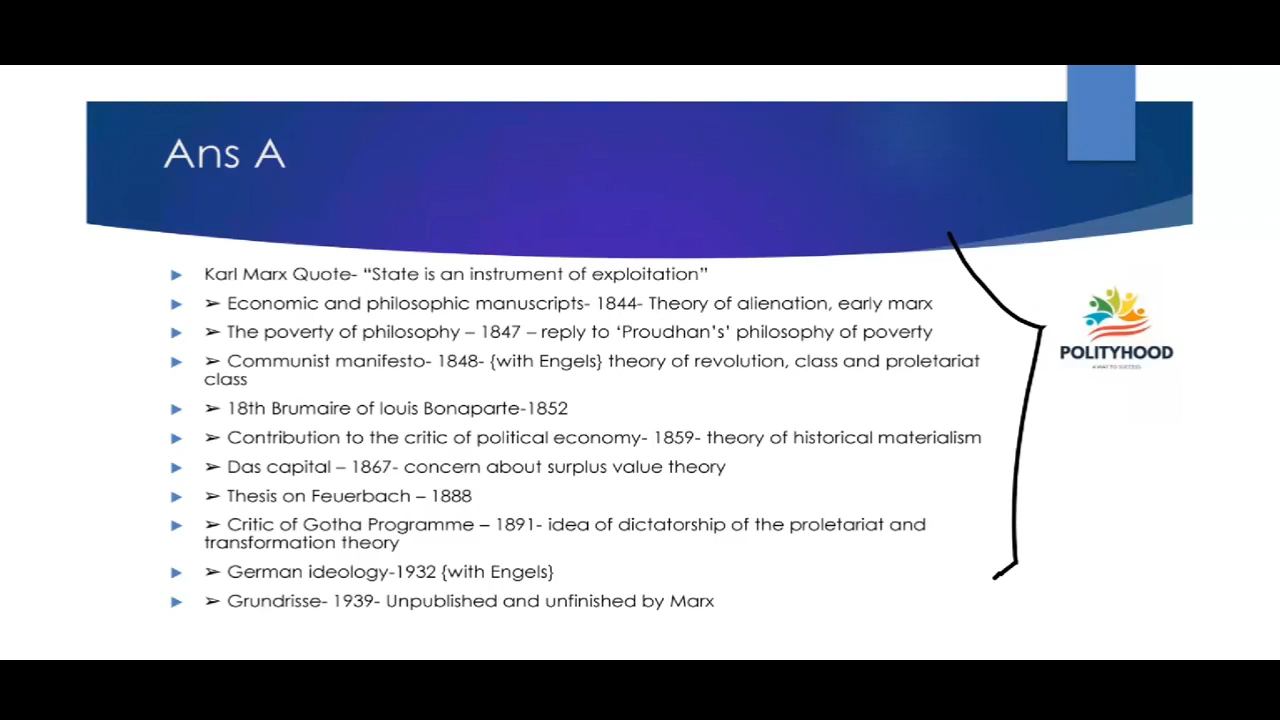 Ans A
Karl Marx Quote- “State is an instrument of exploitation”
➢ Economic and philosophic manuscripts- 1844- Theory of alienation, early marx
➢ The poverty of philosophy – 1847 – reply to ‘Proudhan’s’ philosophy of poverty
➢ Communist manifesto- 1848- {with Engels} theory of revolution, class and proletariat
class
➢ 18th Brumaire of louis Bonaparte-1852
➢ Contribution to the critic of political economy- 1859- theory of historical materialism
➢ Das capital – 1867- concern about surplus value theory
➢ Thesis on Feuerbach – 1888
➢ Critic of Gotha Programme – 1891- idea of dictatorship of the proletariat and
transformation theory
➢ German ideology-1932 {with Engels}
➢ Grundrisse- 1939- Unpublished and unfinished by Marx
POLITYHOOD
A WAY TO SUCCESS